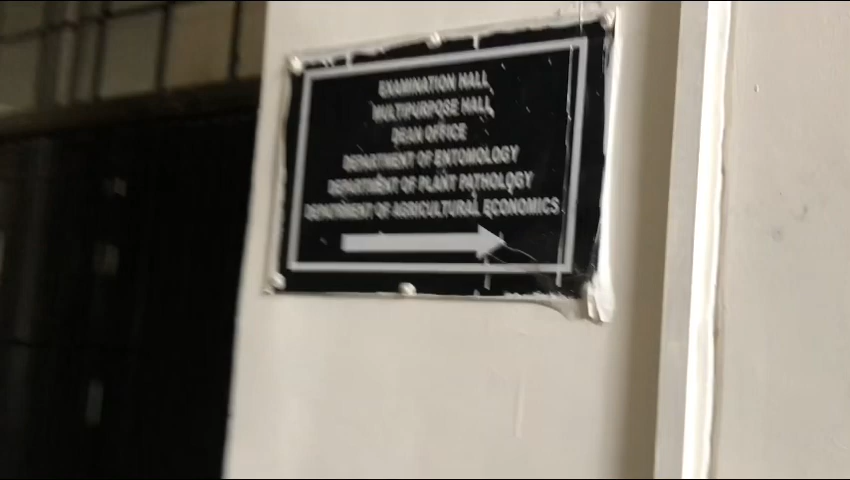 EXAMINATION HALL
MULTIPURPOSE HALL
DEAN OFFICE
DEPARTMENT OF ENTOMOLOGY
DEPARTMENT OF PLANT PATHOLOGY
DEPARTMENT OF AGRICULTURAL ECONOMICS